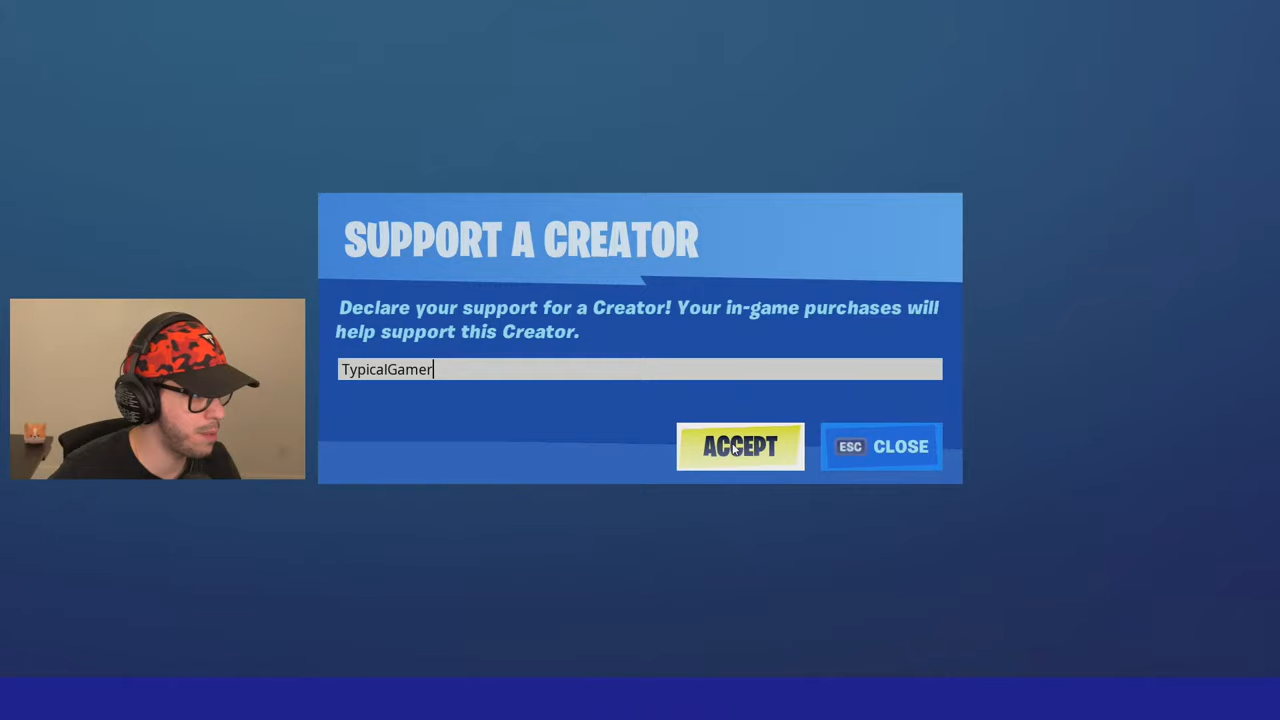 SUPPORT A CREATOR
Declare your support for a Creator! Your in-game purchases will
help support this Creator.
TypicalGamer
ACCEPT
ESC CLOSE